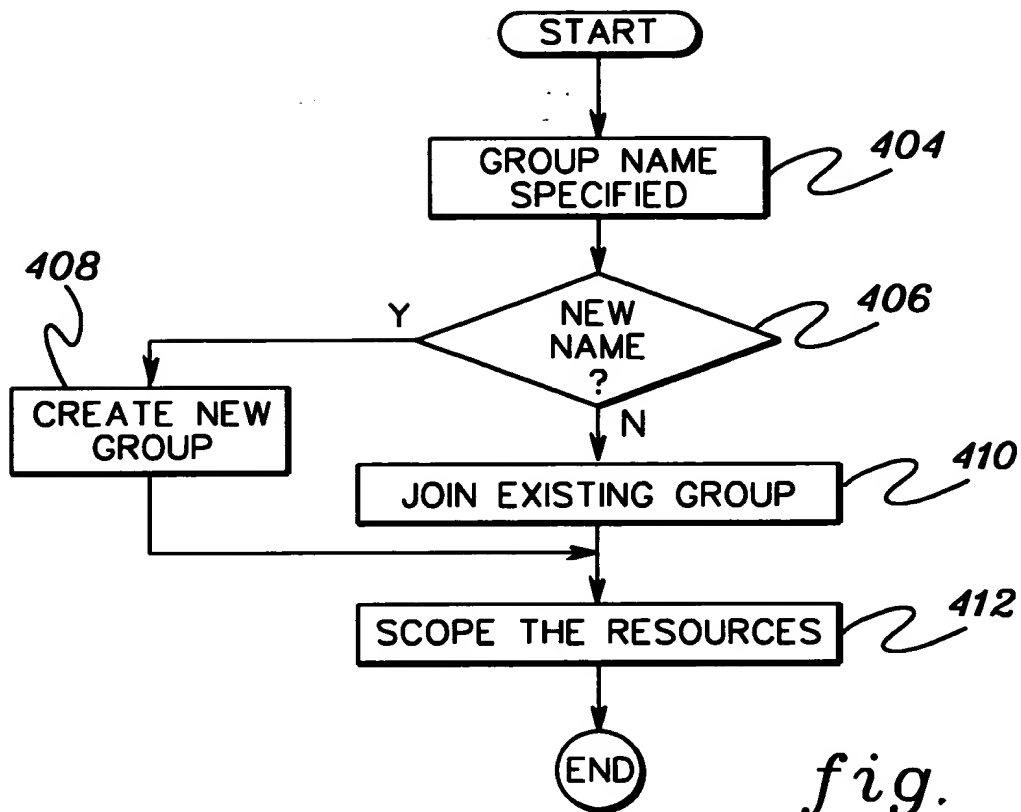 START
GROUP NAME
SPECIFIED
404
408
Y
NEW
NAME
?
406
CREATE NEW
GROUP
N
JOIN EXISTING GROUP
410
SCOPE THE RESOURCES
412
END
fig.